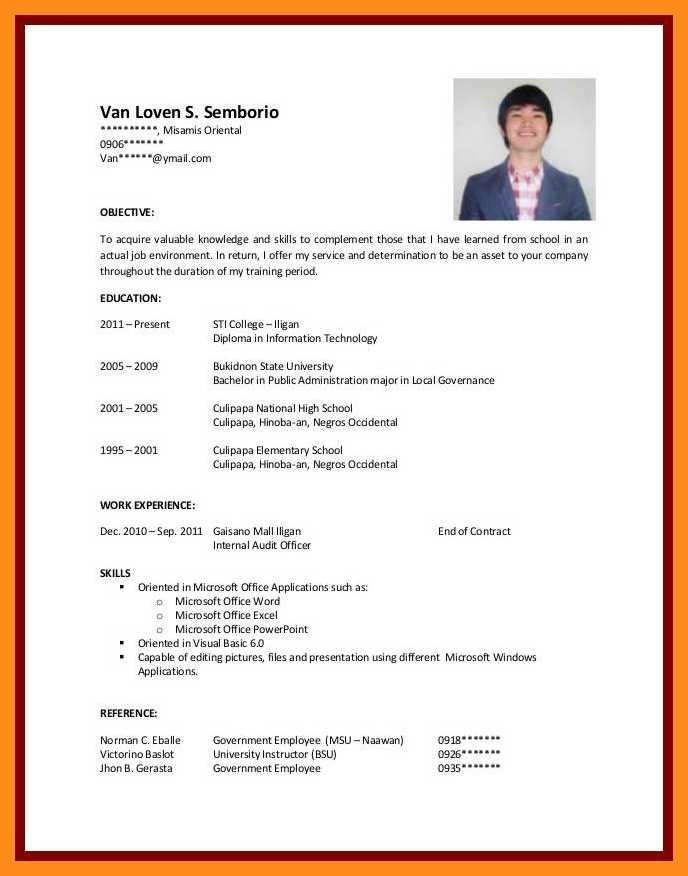 Van Loven S. Semborio
**********, Misamis Oriental
0906*******
Van******@ymail.com
OBJECTIVE:
To acquire valuable knowledge and skills to complement those that I have learned from school in an
actual job environment. In return, I offer my service and determination to be an asset to your company
throughout the duration of my training period.
EDUCATION:
2011 – Present STI College – Iligan
Diploma in Information Technology
2005 – 2009 Bukidnon State University
Bachelor in Public Administration major in Local Governance
2001 – 2005 Culipapa National High School
Culipapa, Hinoba-an, Negros Occidental
1995 – 2001 Culipapa Elementary School
Culipapa, Hinoba-an, Negros Occidental
WORK EXPERIENCE:
Dec. 2010 – Sep. 2011 Gaisano Mall Iligan End of Contract
Internal Audit Officer
SKILLS
▪ Oriented in Microsoft Office Applications such as:
o Microsoft Office Word
o Microsoft Office Excel
o Microsoft Office PowerPoint
▪ Oriented in Visual Basic 6.0
▪ Capable of editing pictures, files and presentation using different Microsoft Windows
Applications.
REFERENCE:
Norman C. Eballe Government Employee (MSU – Naawan) 0918*******
Victorino Baslot University Instructor (BSU) 0926*******
Jhon B. Gerasta Government Employee 0935*******